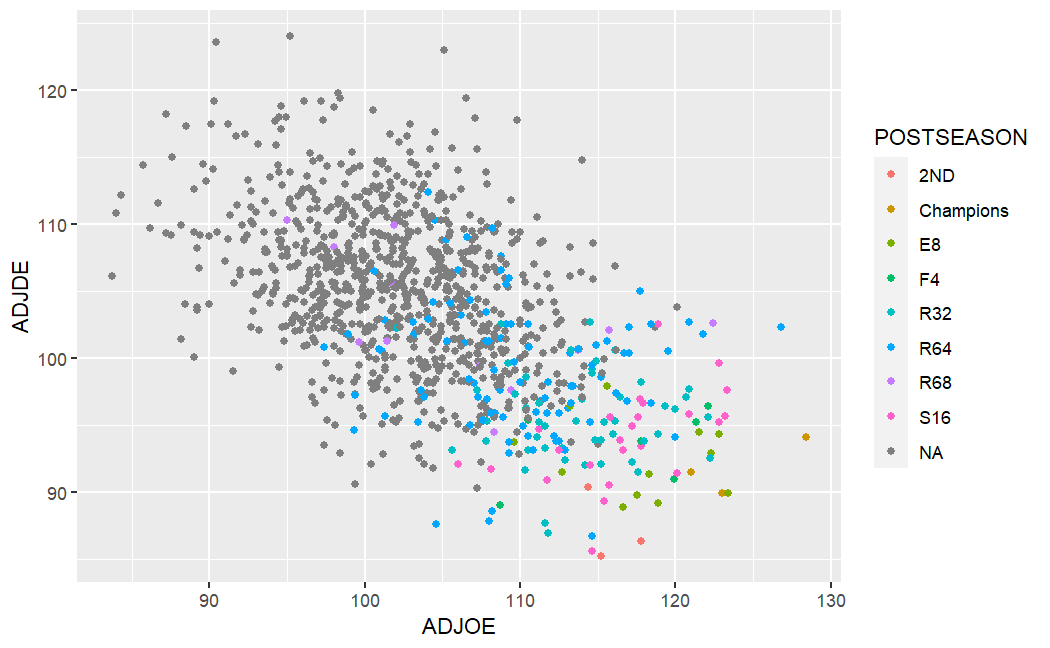 120
110
100
90
ADJDE
90 100 110 120 130
ADJOE
POSTSEASON
2ND
Champions
E8
F4
R32
R64
R68
S16
NA